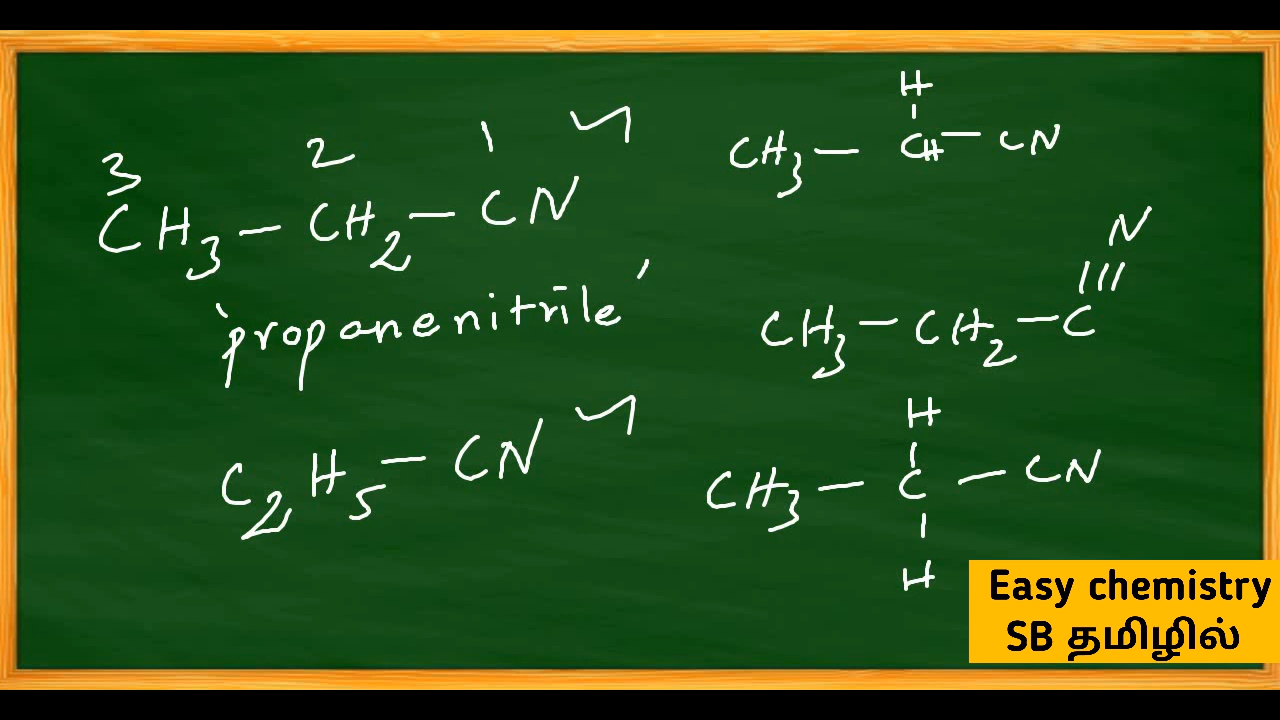 3 2 1
CH3 - CH2 - CN
'propanenitrile'
C2H5 - CN
H
CH3 - CH - CN
N
CH3 - CH2 - C
H
CH3 - C - CN
H
Easy chemistry
SB தமிழில்